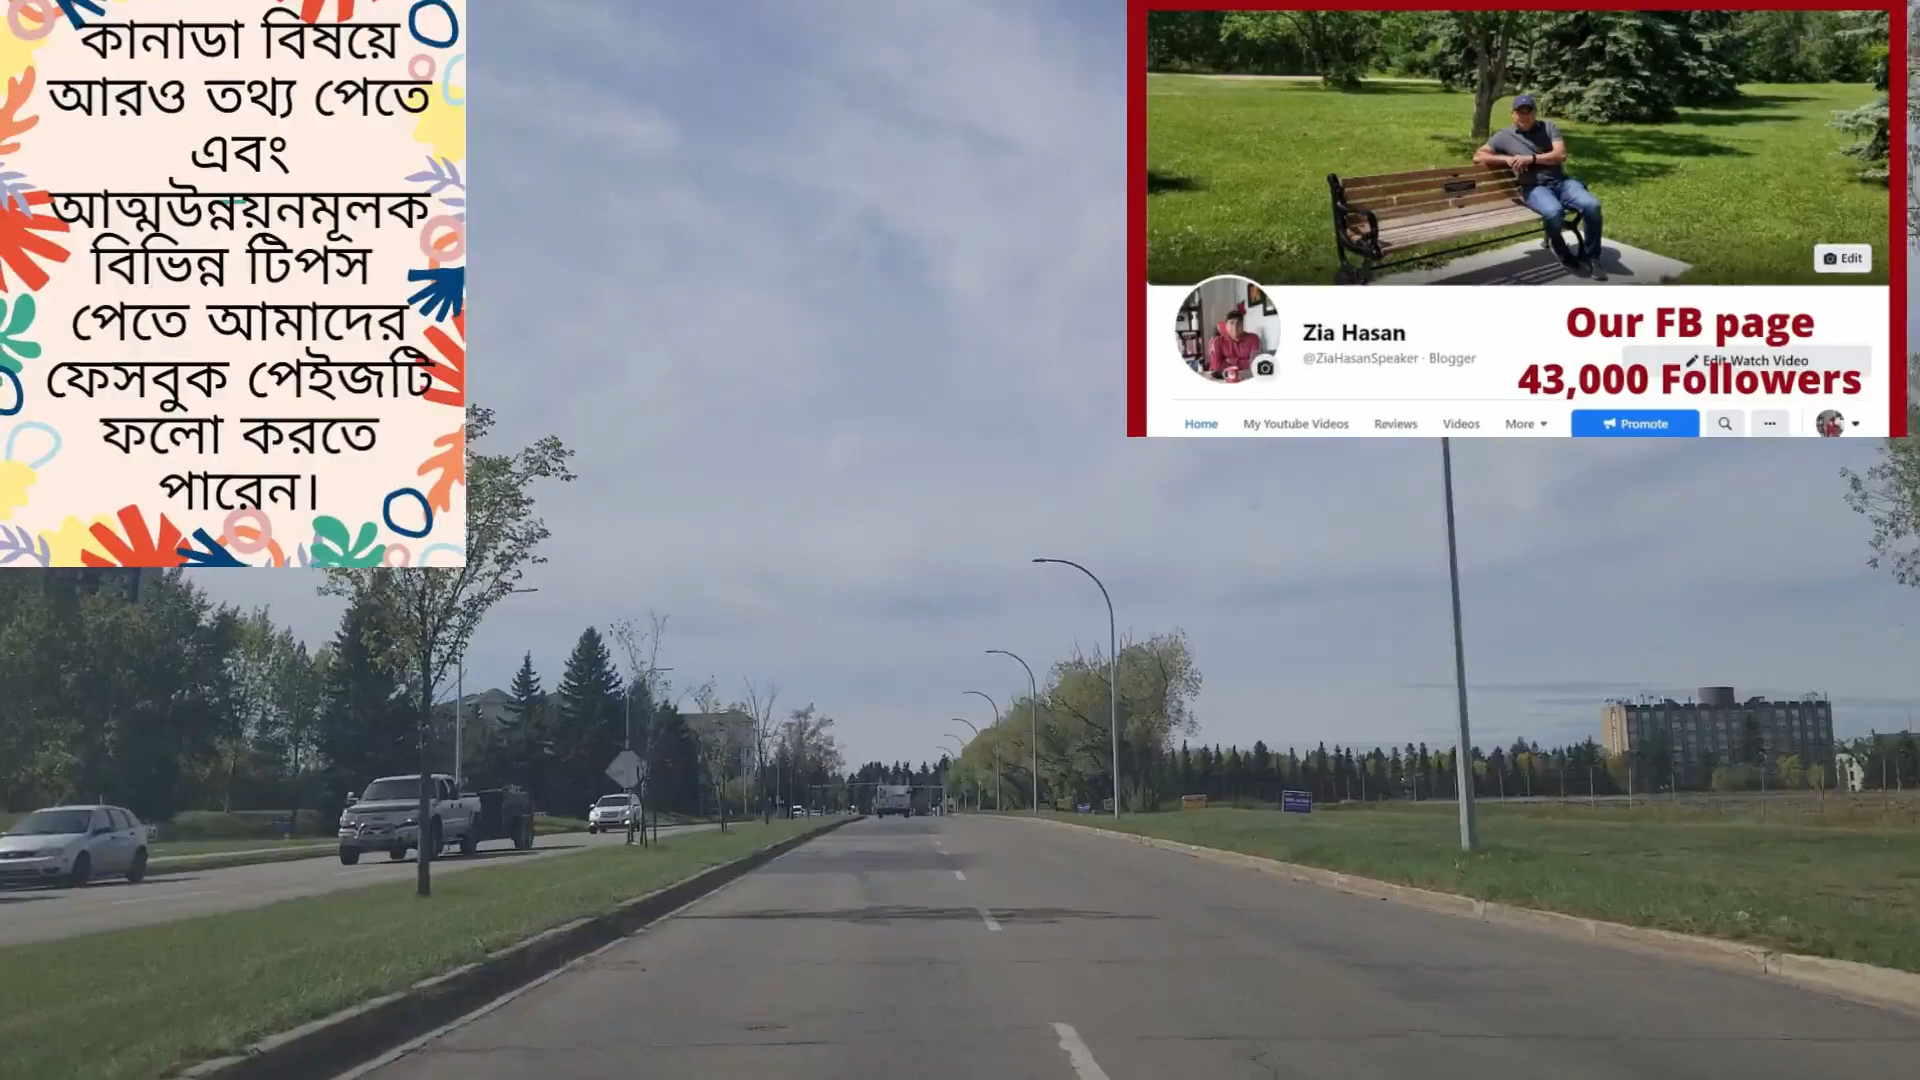 কানাডা বিষয়ে
আরও তথ্য পেতে
এবং
আত্মউন্নয়নমূলক
বিভিন্ন টিপস
পেতে আমাদের
ফেসবুক পেইজটি
ফলো করতে
পারেন।
Edit
Zia Hasan
@ZiaHasanSpeaker · Blogger
Our FB page
Edit Watch Video
43,000 Followers
Home My Youtube Videos Reviews Videos More Promote